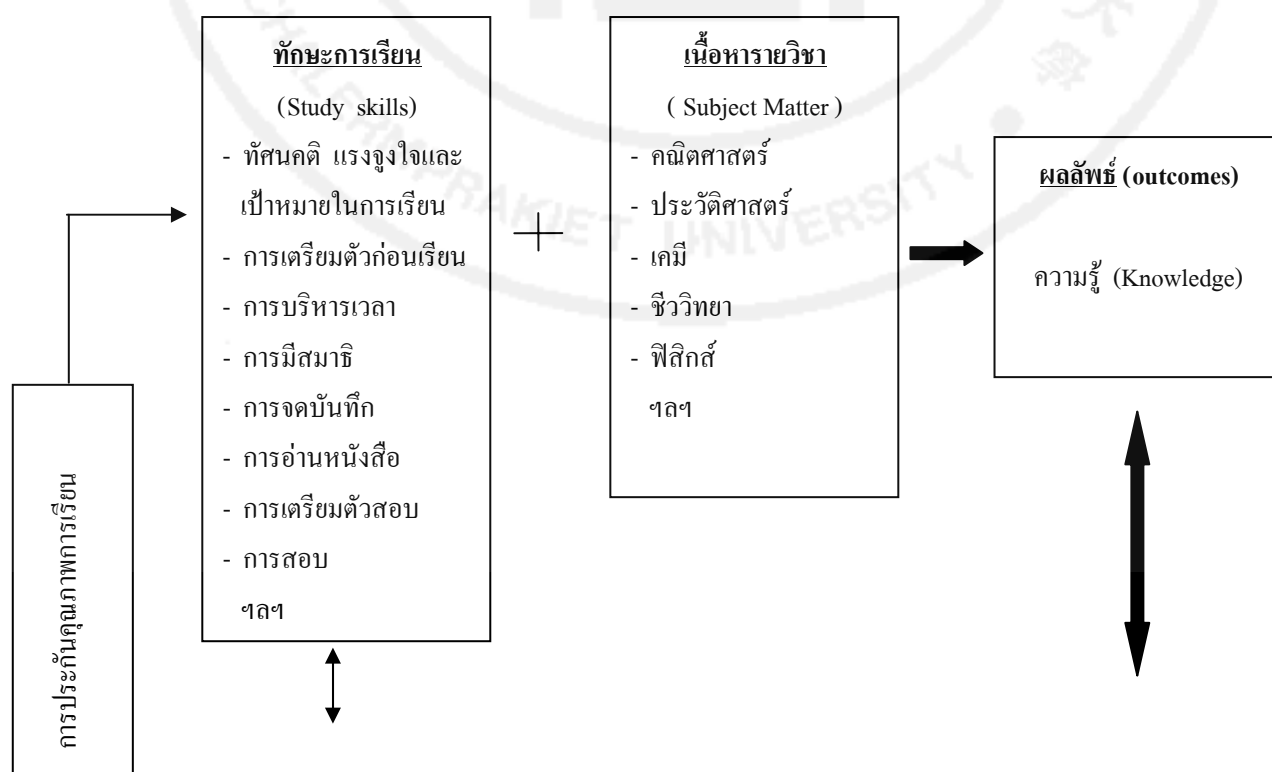 ทักษะการเรียน
(Study skills)
- ทัศนคติ แรงจูงใจและ
เป้าหมายในการเรียน
- การเตรียมตัวก่อนเรียน
- การบริหารเวลา
- การมีสมาธิ
- การจดบันทึก
- การอ่านหนังสือ
- การเตรียมตัวสอบ
- การสอบ
ฯลฯ
+
เนื้อหารายวิชา
( Subject Matter )
- คณิตศาสตร์
- ประวัติศาสตร์
- เคมี
- ชีววิทยา
- ฟิสิกส์
ฯลฯ
ผลลัพธ์ (outcomes)
ความรู้ (Knowledge)
การประกันคุณภาพการเรียน
CHALERMPRAKIET UNIVERSITY